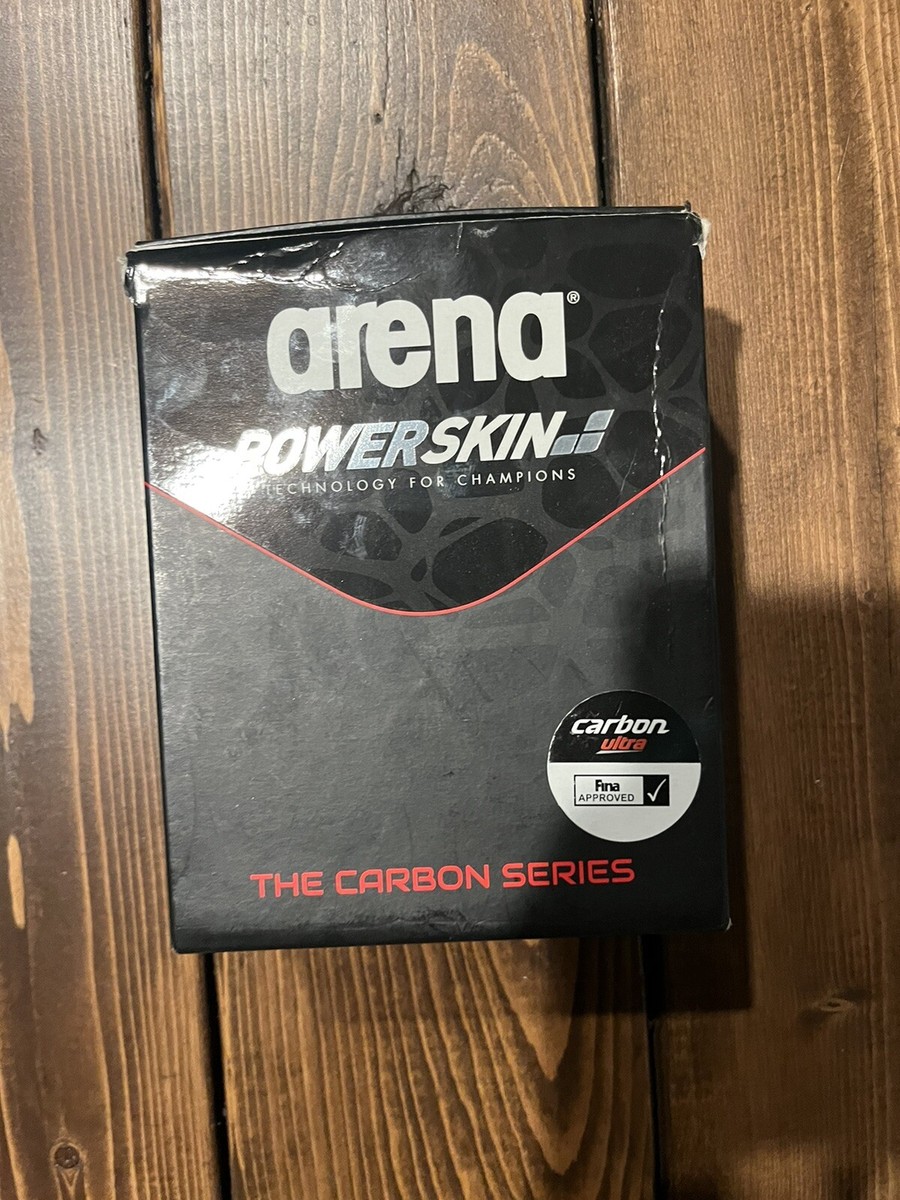 arena®
POWERSKIN
TECHNOLOGY FOR CHAMPIONS
carbon
ultra
Fina
APPROVED
THE CARBON SERIES